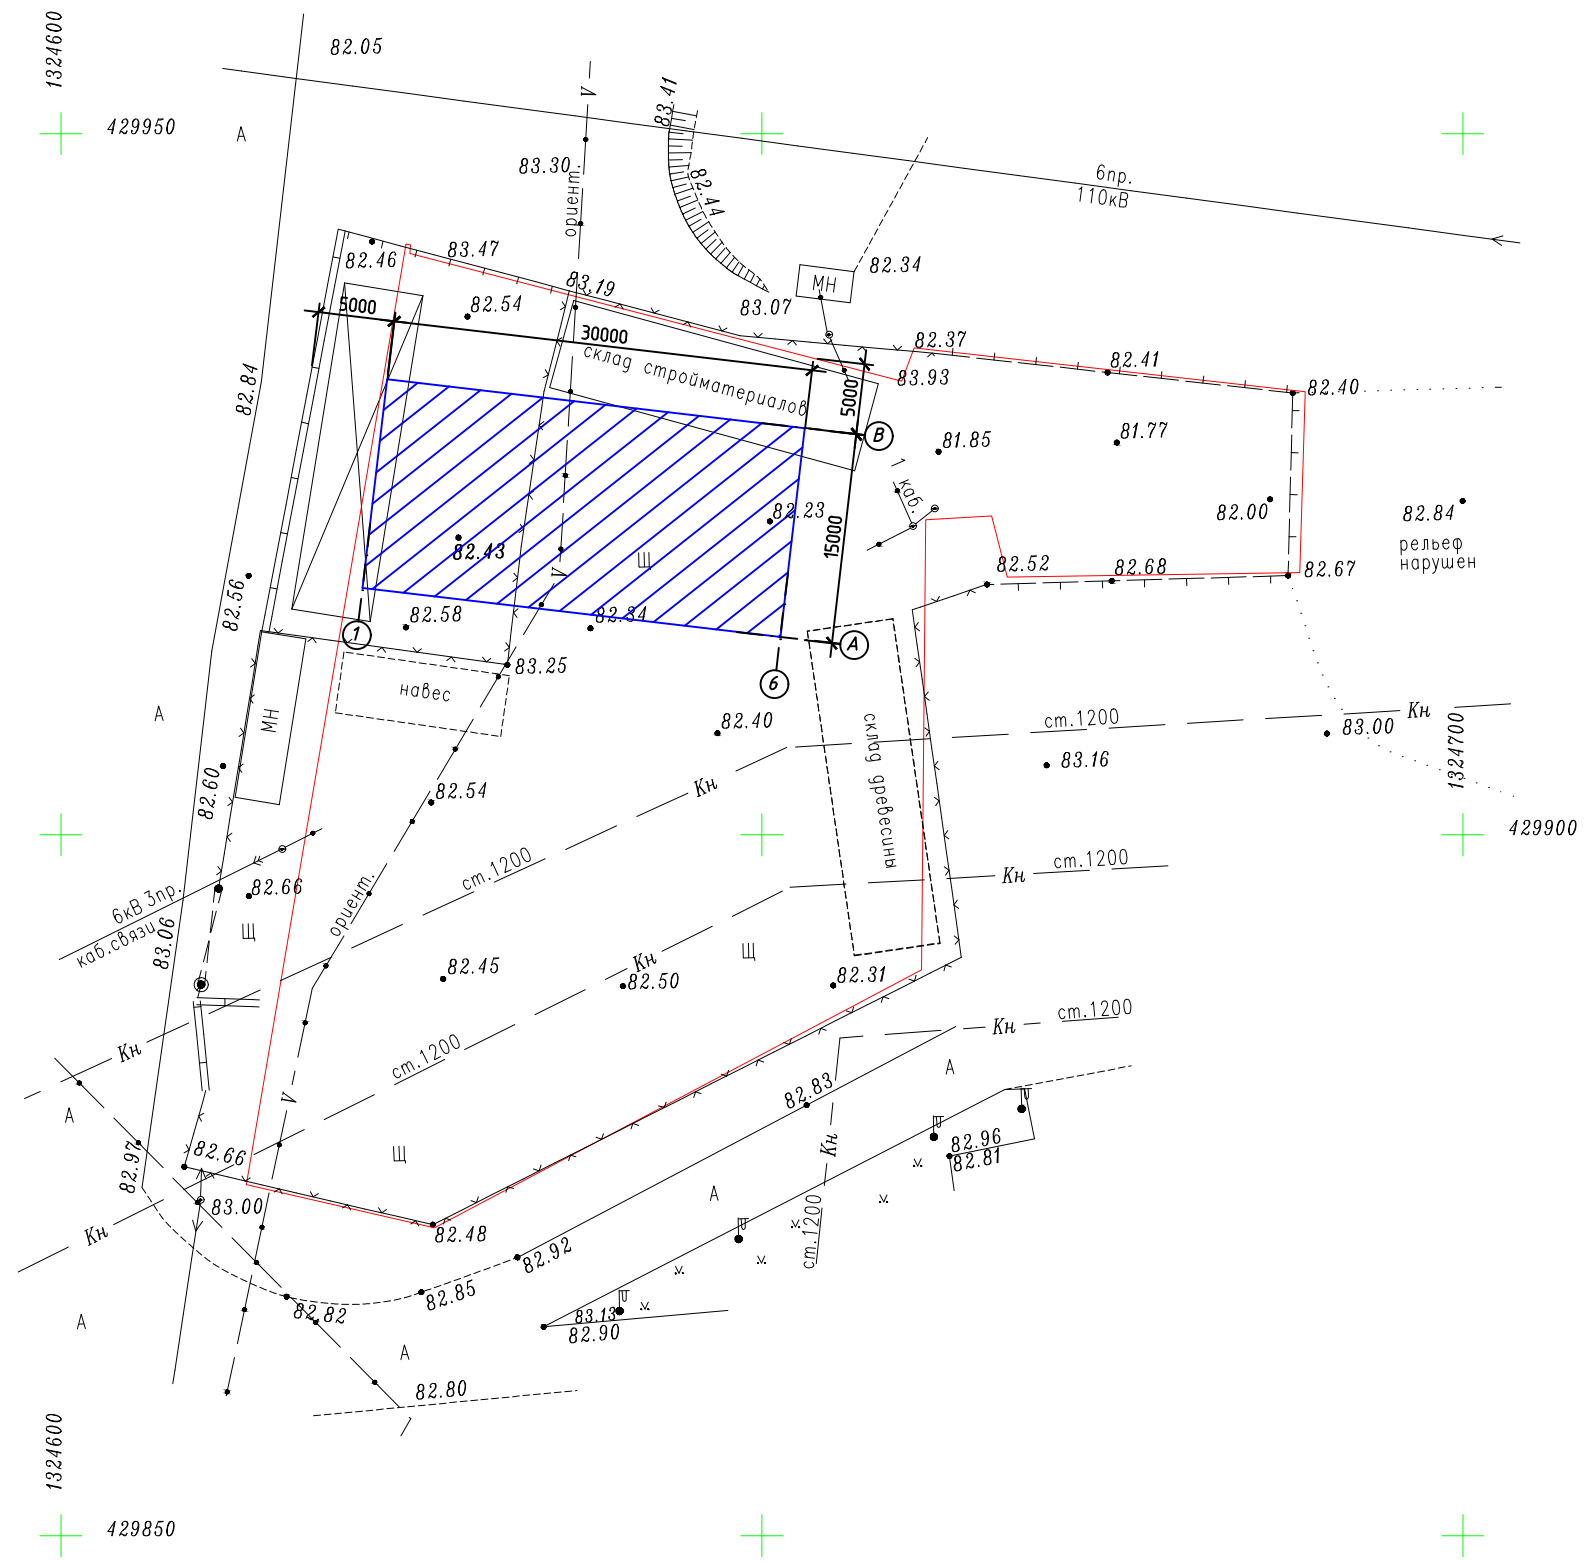 1324600
82.05
83.41
V
429950
А
83.30
ориент.
82.44
6пр.
110кВ
83.47
82.46
83.19
82.34
МН
83.07
5000
82.54
30000
82.37
82.41
склад стройматериалов
83.93
82.40
82.84
5000
В
81.85
81.77
1 каб.
82.23
82.00
82.84
15000
82.43
Щ
рельеф
нарушен
82.56
V
82.52
82.68
82.67
82.58
82.34
1
А
83.25
6
навес
МН
А
82.40
ст.1200
Кн
83.00
1324700
83.16
склад древесины
82.60
82.54
Кн
429900
ст.1200
ст.1200
Кн
6кВ 3пр.
каб.связи
82.66
ориент.
83.06
Щ
Щ
82.45
Кн
82.50
82.31
ст.1200
Кн
Кн
ст.1200
А
V
82.83
А
Кн
82.97
82.66
Щ
82.96
82.81
83.00
А
Кн
82.48
ст.1200
82.92
82.85
82.82
83.13
82.90
А
А
82.80
1324600
429850